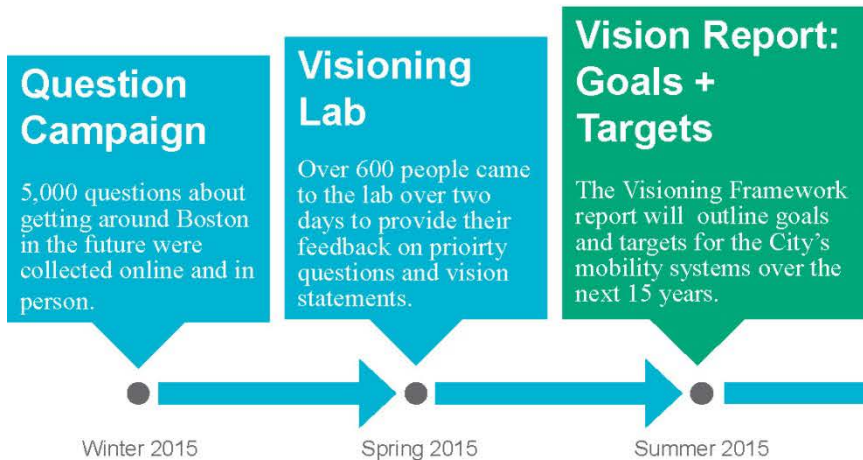 Question
Campaign
5,000 questions about
getting around Boston
in the future were
collected online and in
person.
Visioning
Lab
Over 600 people came
to the lab over two
days to provide their
feedback on prioirty
questions and vision
statements.
Vision Report:
Goals +
Targets
The Visioning Framework
report will outline goals
and targets for the City's
mobility systems over the
next 15 years.
Winter 2015
Spring 2015
Summer 2015